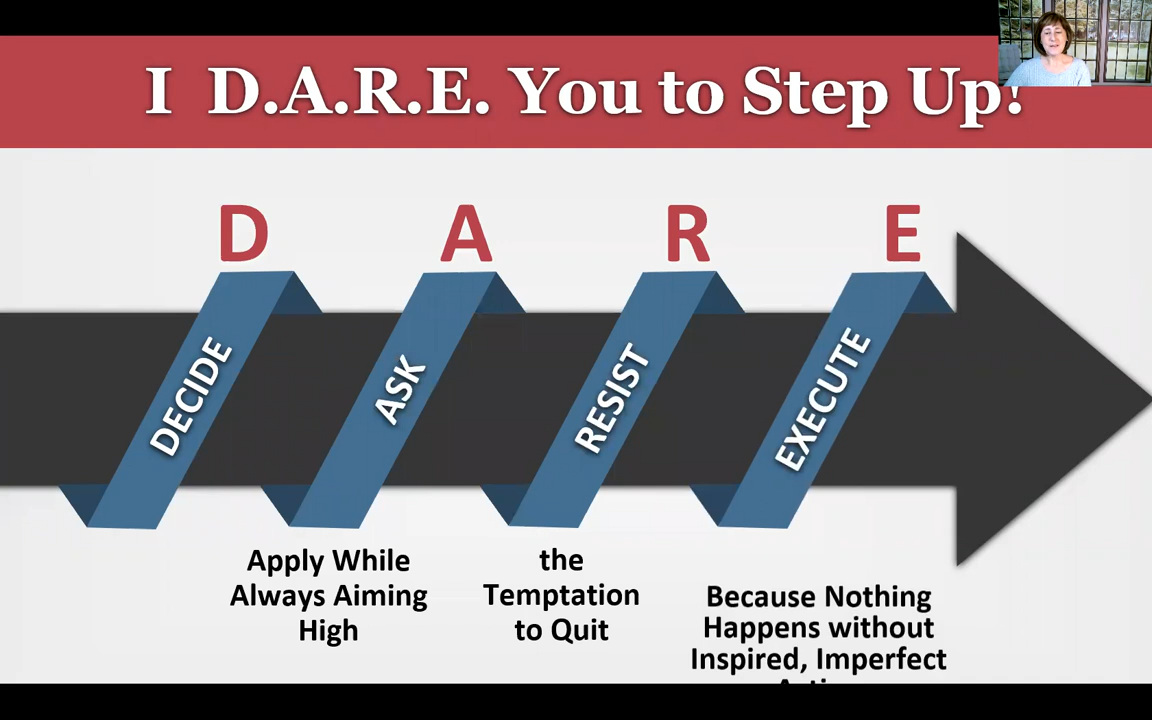 I D.A.R.E. You to Step Up!
D A R E
DECIDE
ASK
RESIST
EXECUTE
Apply While
Always Aiming
High
the
Temptation
to Quit
Because Nothing
Happens without
Inspired, Imperfect